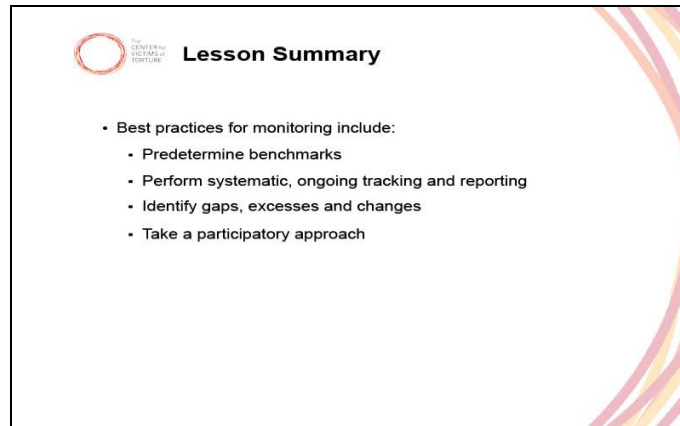 The
CENTER for
VICTIMS of
TORTURE
Lesson Summary
• Best practices for monitoring include:
▪ Predetermine benchmarks
▪ Perform systematic, ongoing tracking and reporting
▪ Identify gaps, excesses and changes
▪ Take a participatory approach